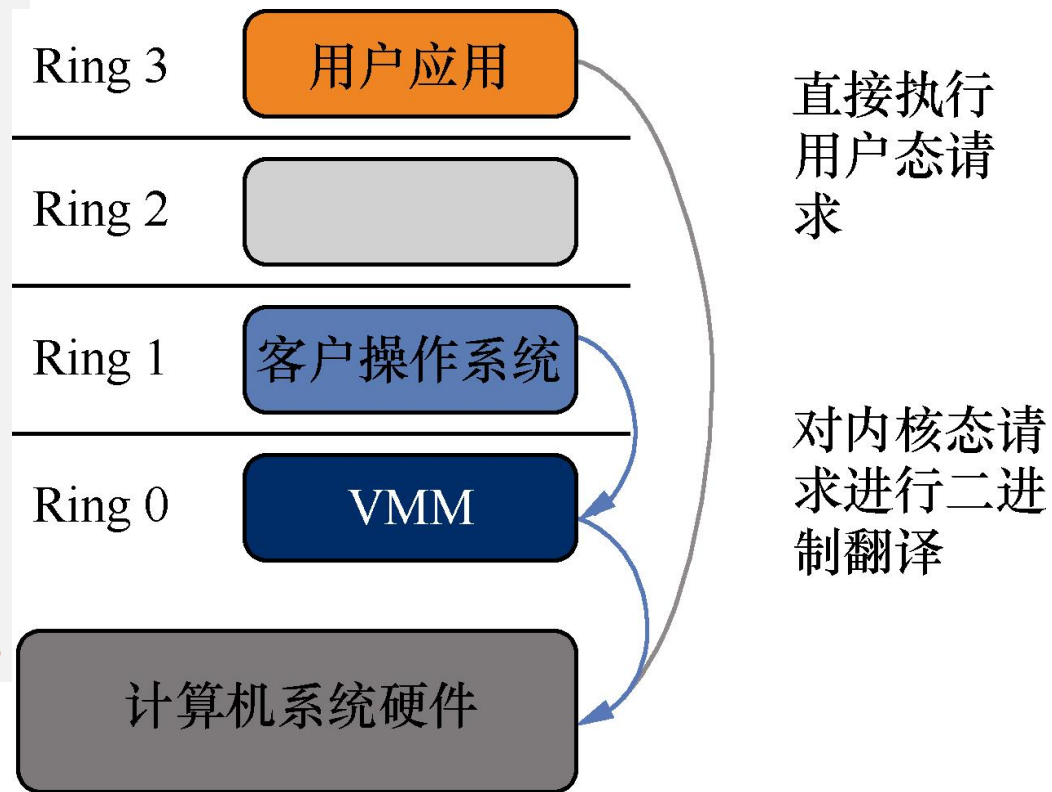 Ring 3
用户应用
直接执行
用户态请
求
Ring 2
Ring 1
客户操作系统
对内核态请
求进行二进
制翻译
Ring 0
VMM
计算机系统硬件